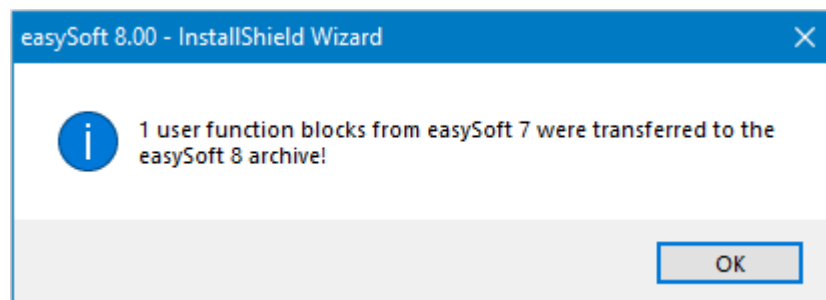 easySoft 8.00 - InstallShield Wizard
1 user function blocks from easySoft 7 were transferred to the
easySoft 8 archive!
OK